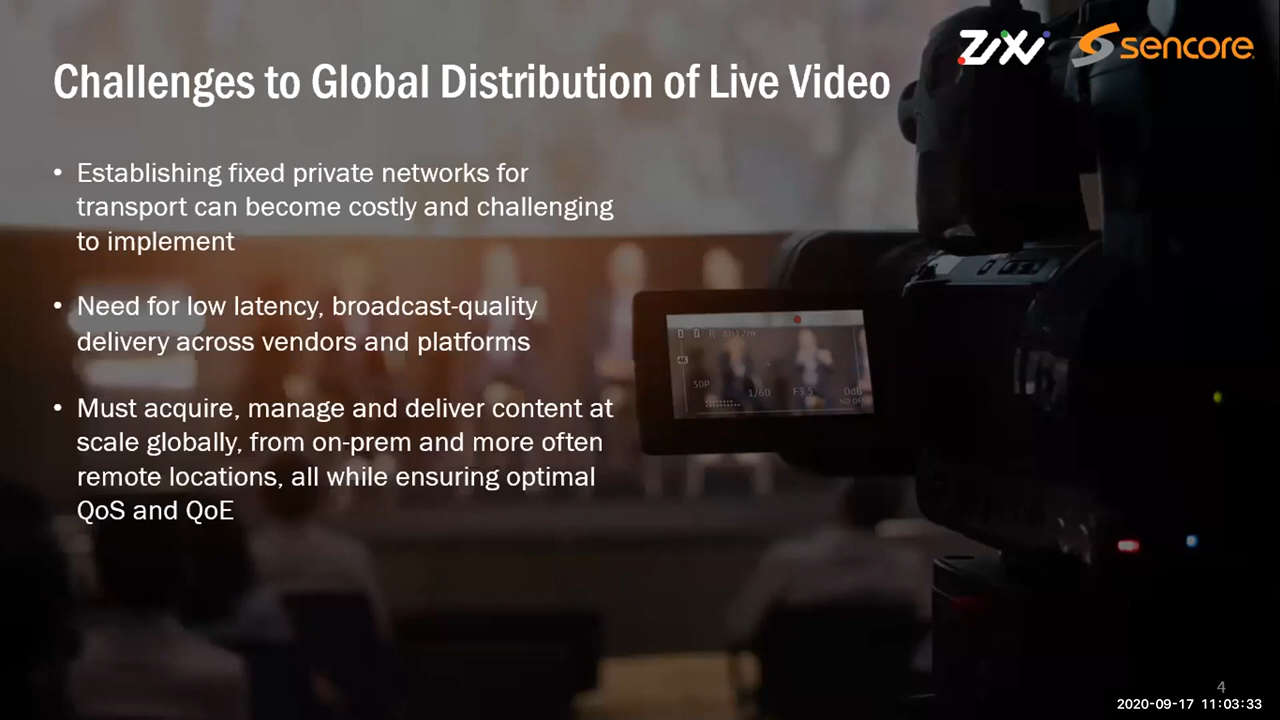 ZiXi sencore
Challenges to Global Distribution of Live Video
• Establishing fixed private networks for
transport can become costly and challenging
to implement
• Need for low latency, broadcast-quality
delivery across vendors and platforms
• Must acquire, manage and deliver content at
scale globally, from on-prem and more often
remote locations, all while ensuring optimal
QoS and QoE
50P 1/60 F3.5 0dB
4
2020-09-17 11:03:33